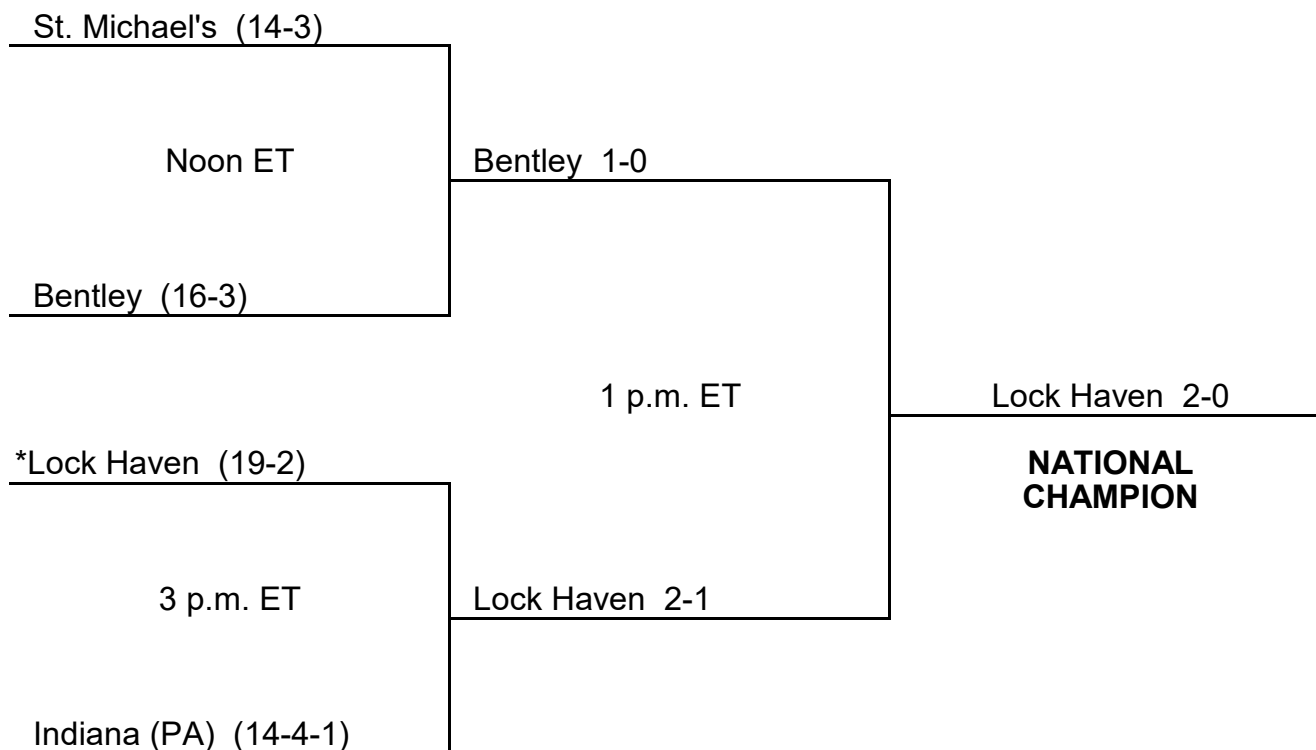 St. Michael's (14-3)
Noon ET
Bentley 1-0
Bentley (16-3)
1 p.m. ET
Lock Haven 2-0
*Lock Haven (19-2)
NATIONAL
CHAMPION
3 p.m. ET
Lock Haven 2-1
Indiana (PA) (14-4-1)